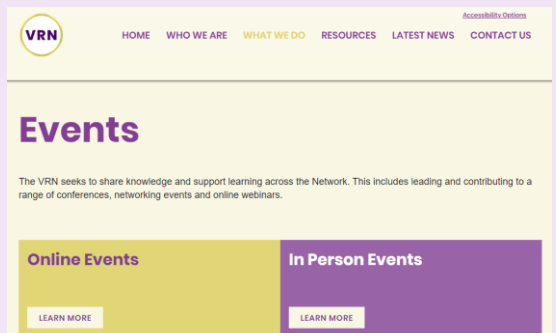 Accessibility Options
VRN
HOME WHO WE ARE WHAT WE DO RESOURCES LATEST NEWS CONTACT US
Events
The VRN seeks to share knowledge and support learning across the Network. This includes leading and contributing to a
range of conferences, networking events and online webinars.
Online Events
In Person Events
LEARN MORE
LEARN MORE